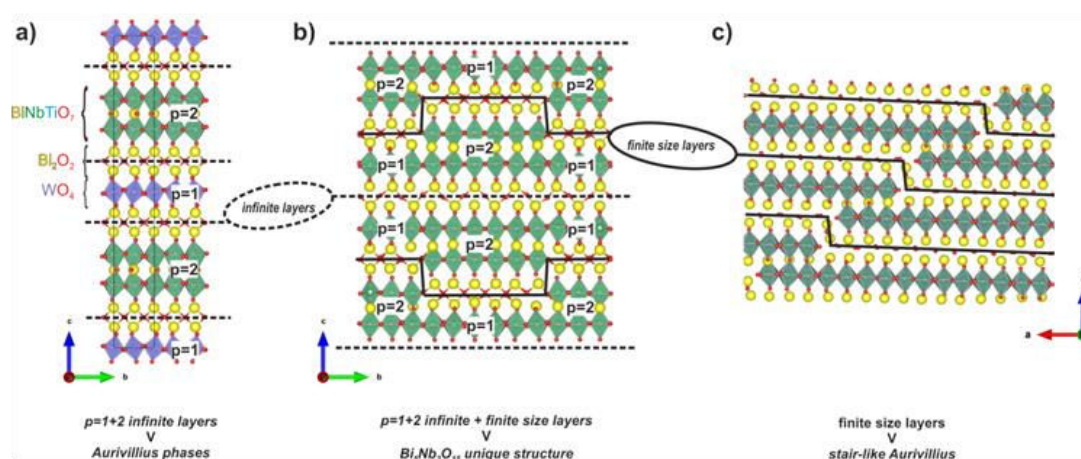 a)
b)
c)
p=1
p=2
p=2
p=2
BiNbTiO₇
p=2
p=2
p=1
p=1
finite size layers
Bi₂O₂
WO₄
p=1
infinite layers
p=1
p=1
p=2
p=2
p=2
p=2
p=1
p=1
c
b
c
b
a
p=1+2 infinite layers
V
Aurivillius phases
p=1+2 infinite + finite size layers
V
unique structure
finite size layers
V
stair-like Aurivillius